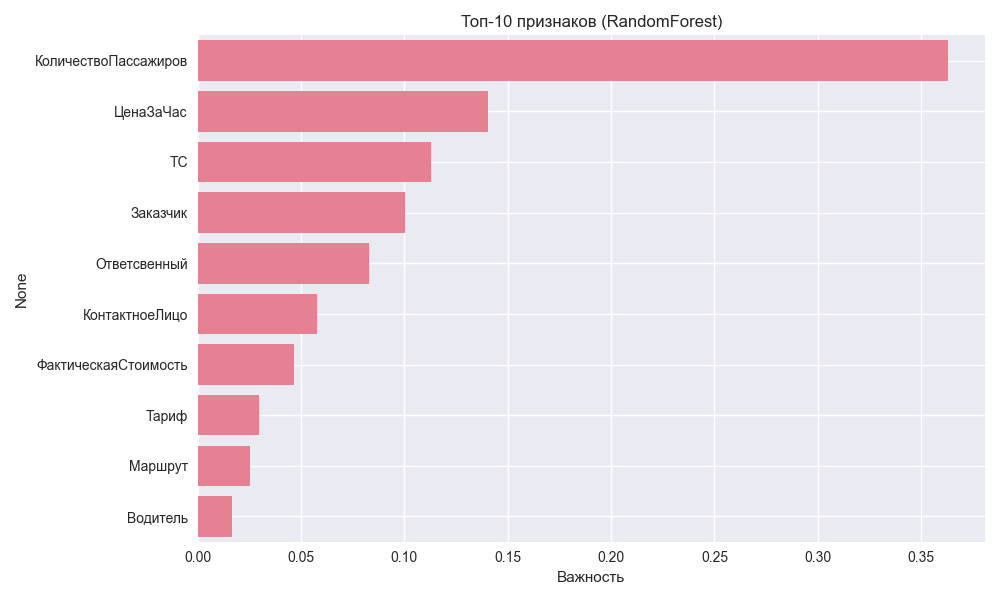 Топ-10 признаков (RandomForest)
КоличествоПассажиров
ЦенаЗаЧас
ТС
Заказчик
Ответсвенный
КонтактноеЛицо
ФактическаяСтоимость
Тариф
Маршрут
Водитель
None
0.00 0.05 0.10 0.15 0.20 0.25 0.30 0.35
Важность